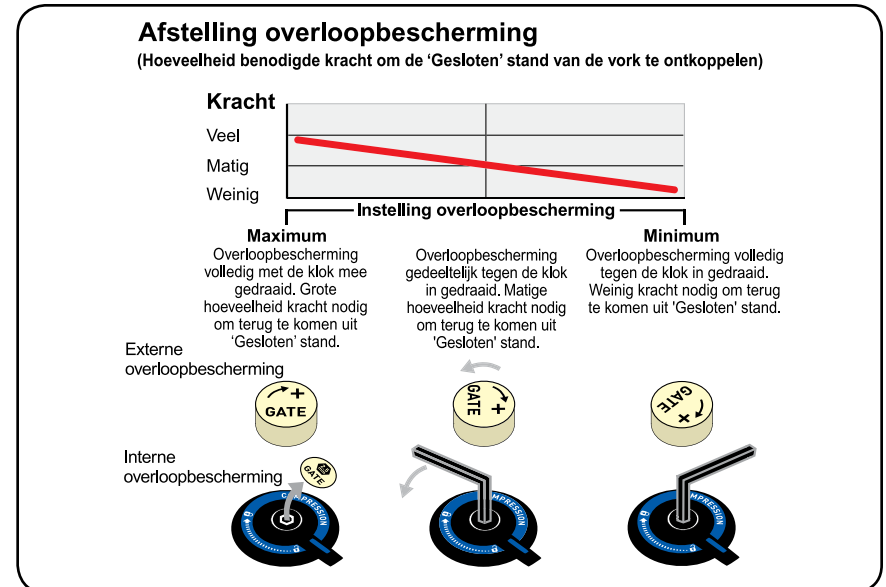 Afstelling overloopbescherming
(Hoeveelheid benodigde kracht om de ‘Gesloten’ stand van de vork te ontkoppelen)
Kracht
Veel
Matig
Weinig
Instelling overloopbescherming
Maximum
Overloopbescherming
volledig met de klok mee
gedraaid. Grote
hoeveelheid kracht nodig
om terug te komen uit
‘Gesloten’ stand.
Overloopbescherming
gedeeltelijk tegen de klok
in gedraaid. Matige
hoeveelheid kracht nodig
om terug te komen uit
'Gesloten' stand.
Minimum
Overloopbescherming volledig
tegen de klok in gedraaid.
Weinig kracht nodig om terug
te komen uit 'Gesloten' stand.
Externe
overloopbescherming
+
GATE
GATE
+
GATE
+
Interne
overloopbescherming
GATE
COMPRESSION
COMPRESSION
COMPRESSION